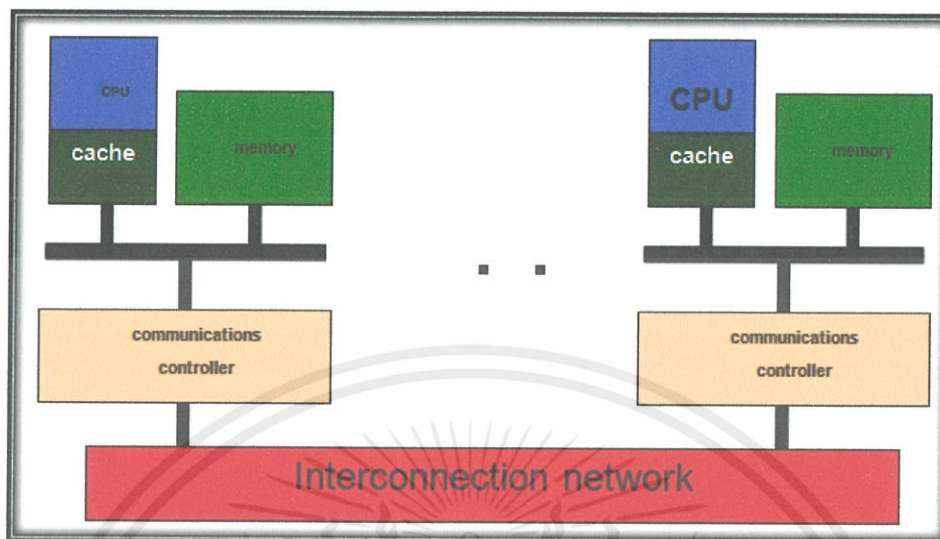 CPU
cache
memory
CPU
cache
memory
. .
communications
controller
communications
controller
Interconnection network